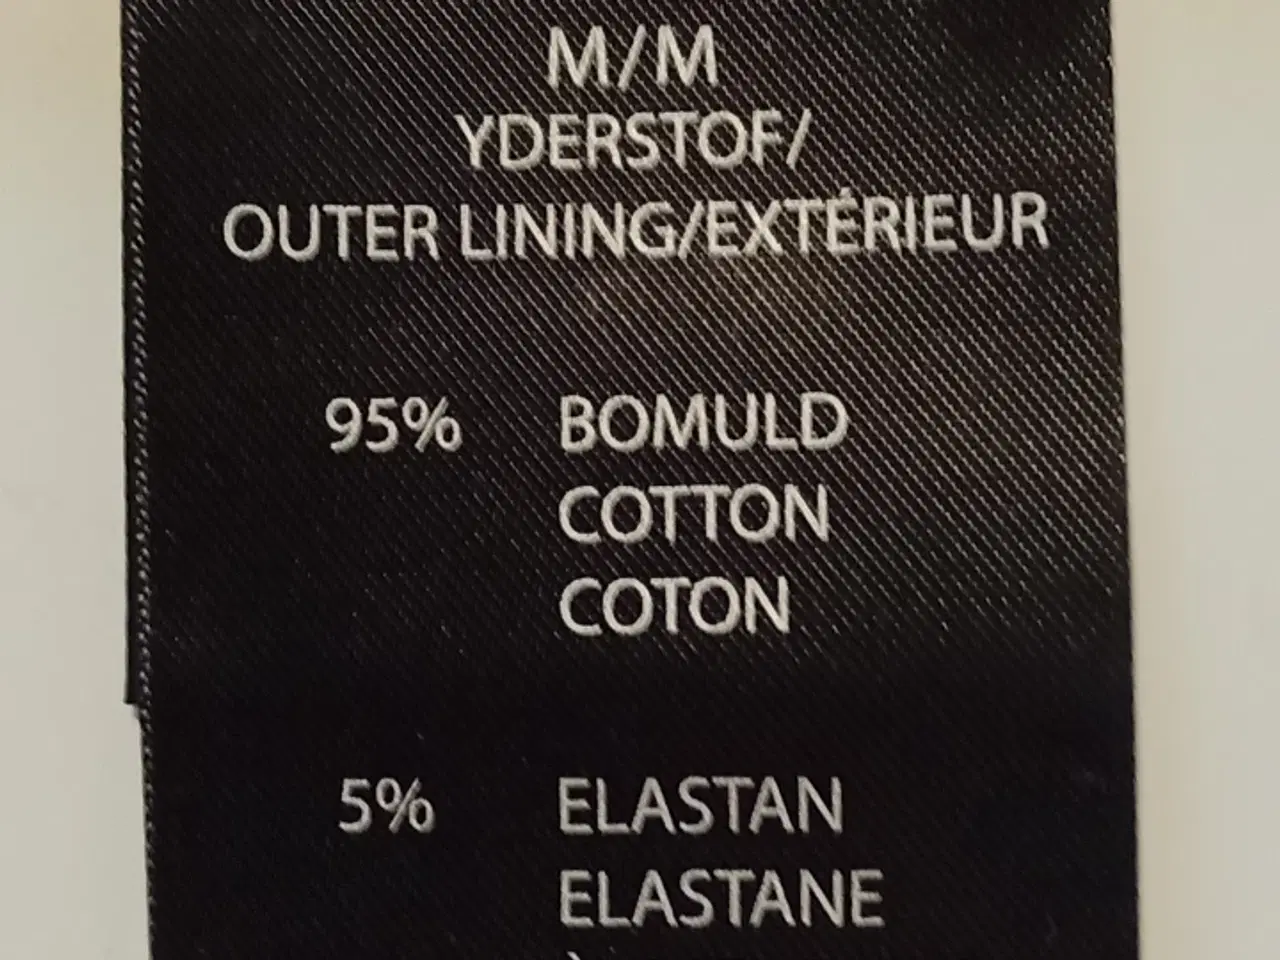 M/M
YDERSTOF/
OUTER LINING/EXTÉRIEUR
95% BOMULD
COTTON
COTON
5% ELASTAN
ELASTANE